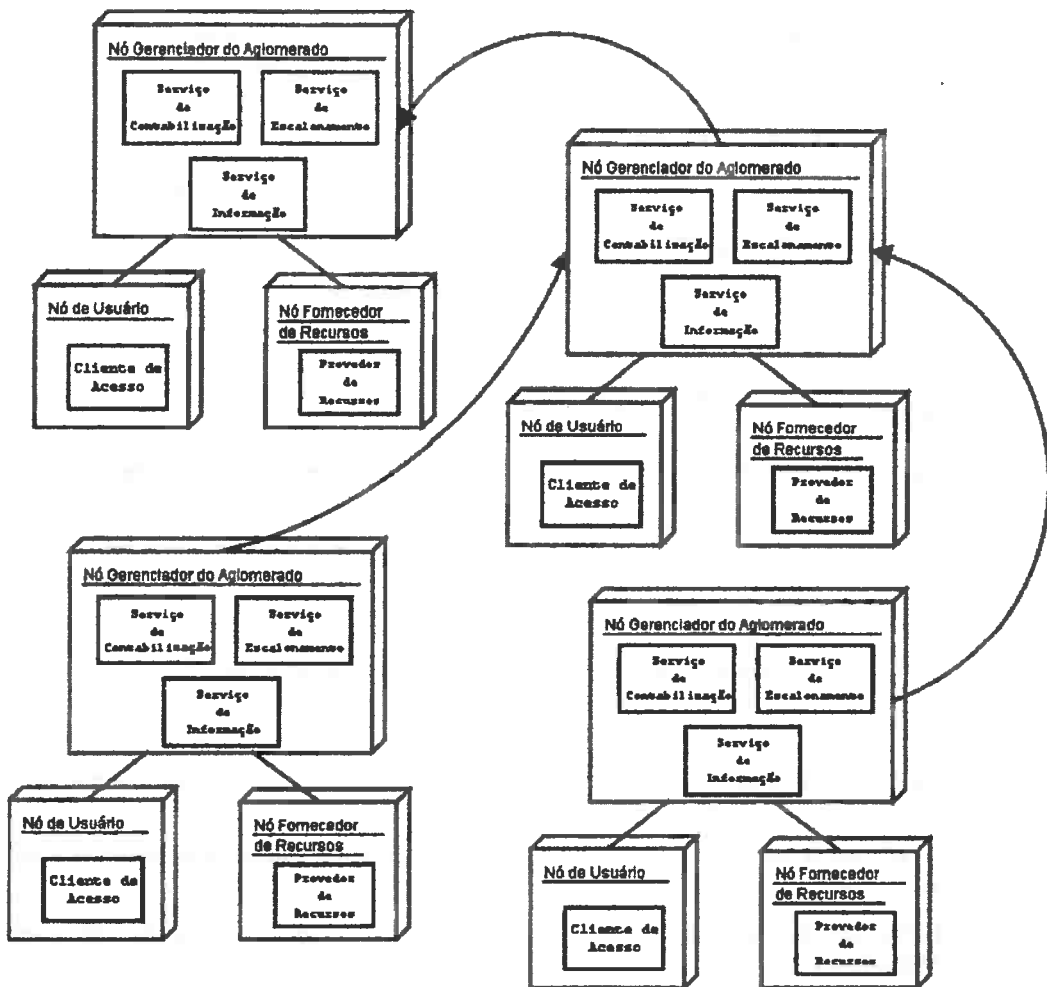 Nó Gerenciador do Aglomerado
Serviço
de
Contabilização
Serviço
de
Escalonamento
Serviço
de
Informação
Nó de Usuário
Cliente de
Acesso
Nó Fornecedor
de Recursos
Provedor
de
Recursos
Nó Gerenciador do Aglomerado
Serviço
de
Contabilização
Serviço
de
Escalonamento
Serviço
de
Informação
Nó de Usuário
Cliente de
Acesso
Nó Fornecedor
de Recursos
Provedor
de
Recursos
Nó Gerenciador do Aglomerado
Serviço
de
Contabilização
Serviço
de
Escalonamento
Serviço
de
Informação
Nó de Usuário
Cliente de
Acesso
Nó Fornecedor
de Recursos
Provedor
de
Recursos
Nó Gerenciador do Aglomerado
Serviço
de
Contabilização
Serviço
de
Escalonamento
Serviço
de
Informação
Nó de Usuário
Cliente de
Acesso
Nó Fornecedor
de Recursos
Provedor
de
Recursos